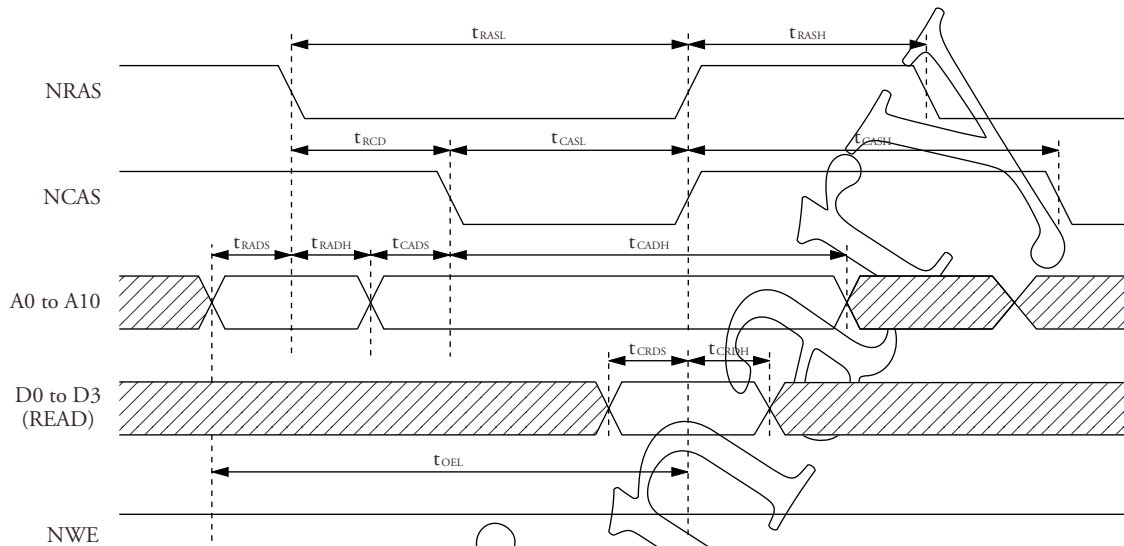 tRASL tRASH
NRAS
tRCD tCASL tCASH
NCAS
tRADS tRADH tCADS tCADH
A0 to A10
tCRDS tCRDH
D0 to D3
(READ)
tOEL
NWE